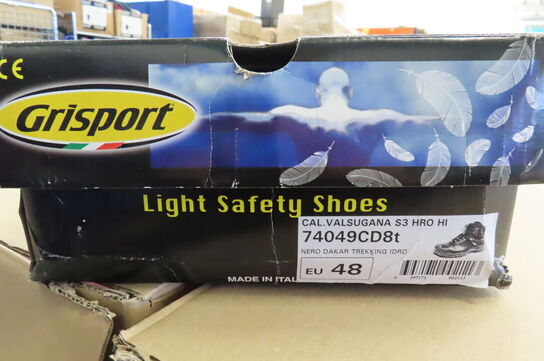 CE
Grisport
Light Safety Shoes
CAL.VALSUGANA S3 HRO HI
74049CD8t
NERO DAKAR TREKKING IDRO
EU 48
MADE IN ITAL